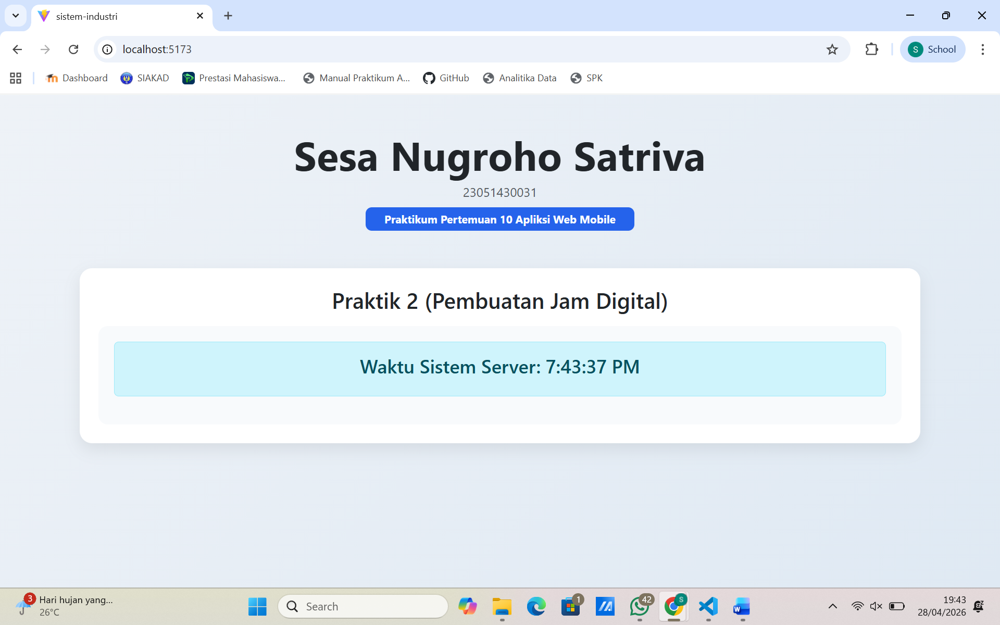 sistem-industri
localhost:5173
S School
Dashboard SIAKAD Prestasi Mahasiswa... Manual Praktikum A... GitHub Analitika Data SPK
Sesa Nugroho Satriva
23051430031
Praktikum Pertemuan 10 Apliksi Web Mobile
Praktik 2 (Pembuatan Jam Digital)
Waktu Sistem Server: 7:43:37 PM
3 Hari hujan yang...
26°C
Search
1
42
S
19:43
28/04/2026